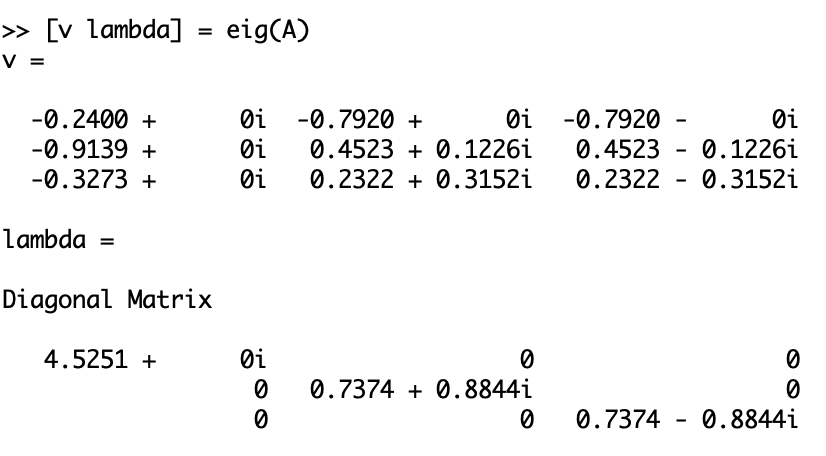 >> [v lambda] = eig(A)
v =
-0.2400 + 0i -0.7920 + 0i -0.7920 - 0i
-0.9139 + 0i 0.4523 + 0.1226i 0.4523 - 0.1226i
-0.3273 + 0i 0.2322 + 0.3152i 0.2322 - 0.3152i
lambda =
Diagonal Matrix
4.5251 + 0i 0 0
0 0.7374 + 0.8844i 0
0 0 0.7374 - 0.8844i